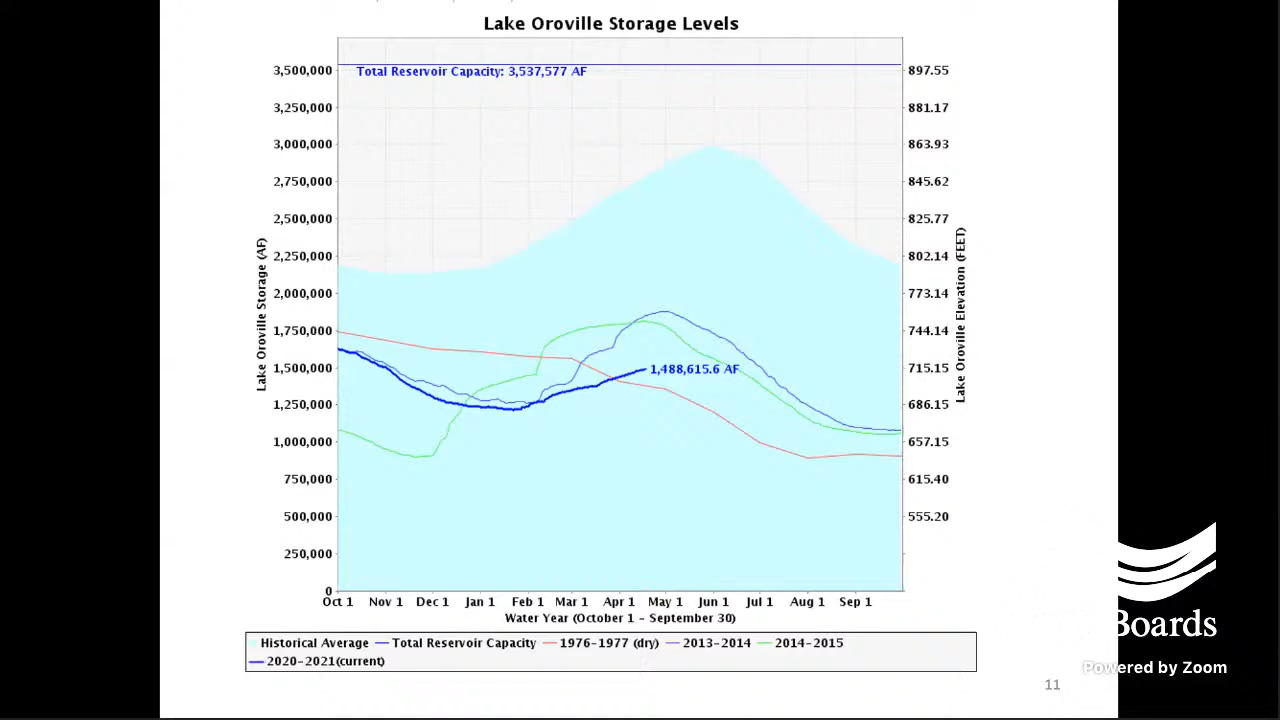 Lake Oroville Storage Levels
Total Reservoir Capacity: 3,537,577 AF
3,500,000
3,250,000
3,000,000
2,750,000
2,500,000
2,250,000
2,000,000
1,750,000
1,500,000
1,250,000
1,000,000
750,000
500,000
250,000
0
Lake Oroville Storage (AF)
1,488,615.6 AF
897.55
881.17
863.93
845.62
825.77
802.14
773.14
744.14
715.15
686.15
657.15
615.40
555.20
Lake Oroville Elevation (FEET)
Oct 1 Nov 1 Dec 1 Jan 1 Feb 1 Mar 1 Apr 1 May 1 Jun 1 Jul 1 Aug 1 Sep 1
Water Year (October 1 - September 30)
Historical Average Total Reservoir Capacity 1976-1977 (dry) 2013-2014 2014-2015
2020-2021(current)
11
Boards
Powered by Zoom